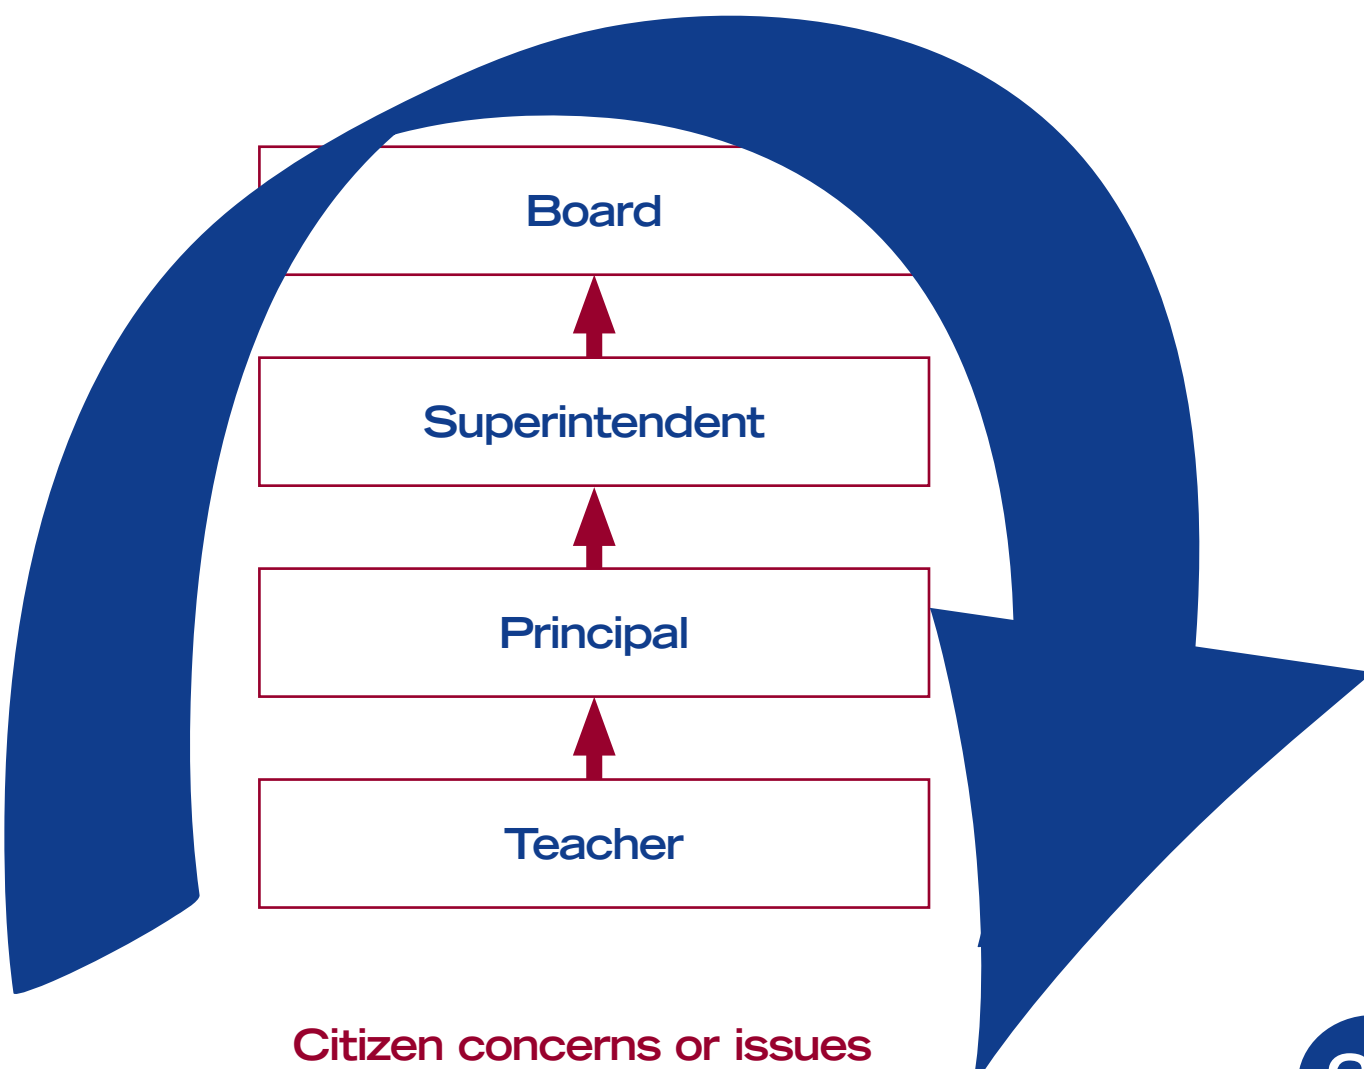 Board
Superintendent
Principal
Teacher
Citizen concerns or issues